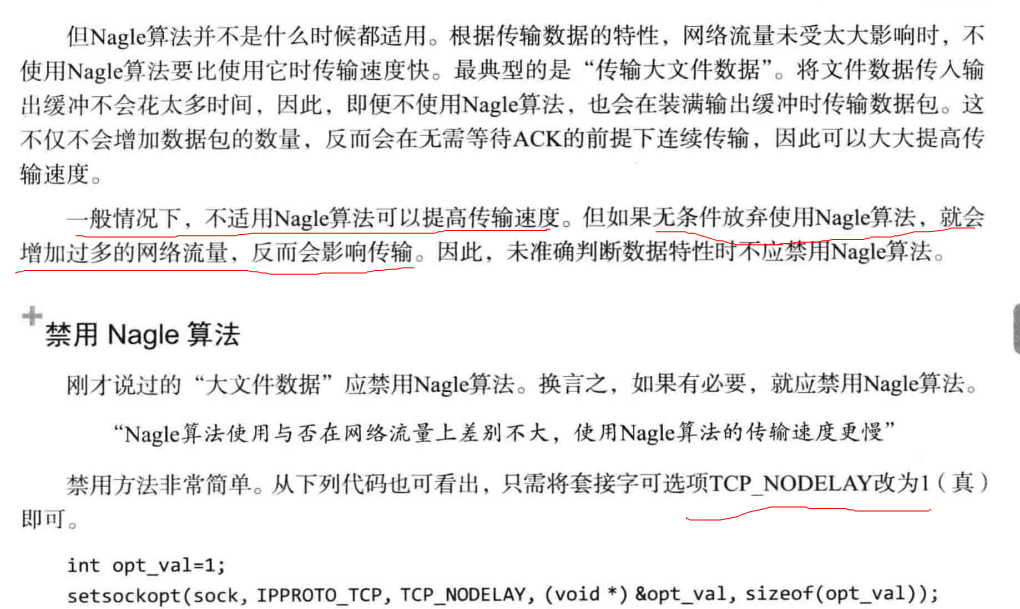 但Nagle算法并不是什么时候都适用。根据传输数据的特性，网络流量未受太大影响时，不
使用Nagle算法要比使用它时传输速度快。最典型的是“传输大文件数据”。将文件数据传入输
出缓冲不会花太多时间，因此，即便不使用Nagle算法，也会在装满输出缓冲时传输数据包。这
不仅不会增加数据包的数量，反而会在无需等待ACK的前提下连续传输，因此可以大大提高传
输速度。
一般情况下，不适用Nagle算法可以提高传输速度。但如果无条件放弃使用Nagle算法，就会
增加过多的网络流量，反而会影响传输。因此，未准确判断数据特性时不应禁用Nagle算法。
禁用 Nagle 算法
刚才说过的“大文件数据”应禁用Nagle算法。换言之，如果有必要，就应禁用Nagle算法。
“Nagle算法使用与否在网络流量上差别不大，使用Nagle算法的传输速度更慢”
禁用方法非常简单。从下列代码也可看出，只需将套接字可选项TCP_NODELAY改为1（真）
即可。
int opt_val=1;
setsockopt(sock, IPPROTO_TCP, TCP_NODELAY, (void *) &opt_val, sizeof(opt_val));